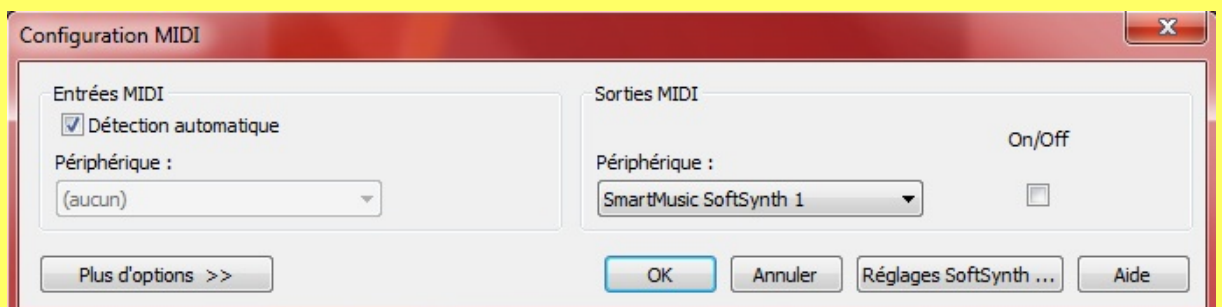 Configuration MIDI
Entrées MIDI
Détection automatique
Périphérique :
(aucun)
Sorties MIDI
On/Off
Périphérique :
SmartMusic SoftSynth 1
Plus d'options >>
OK
Annuler
Réglages SoftSynth ...
Aide